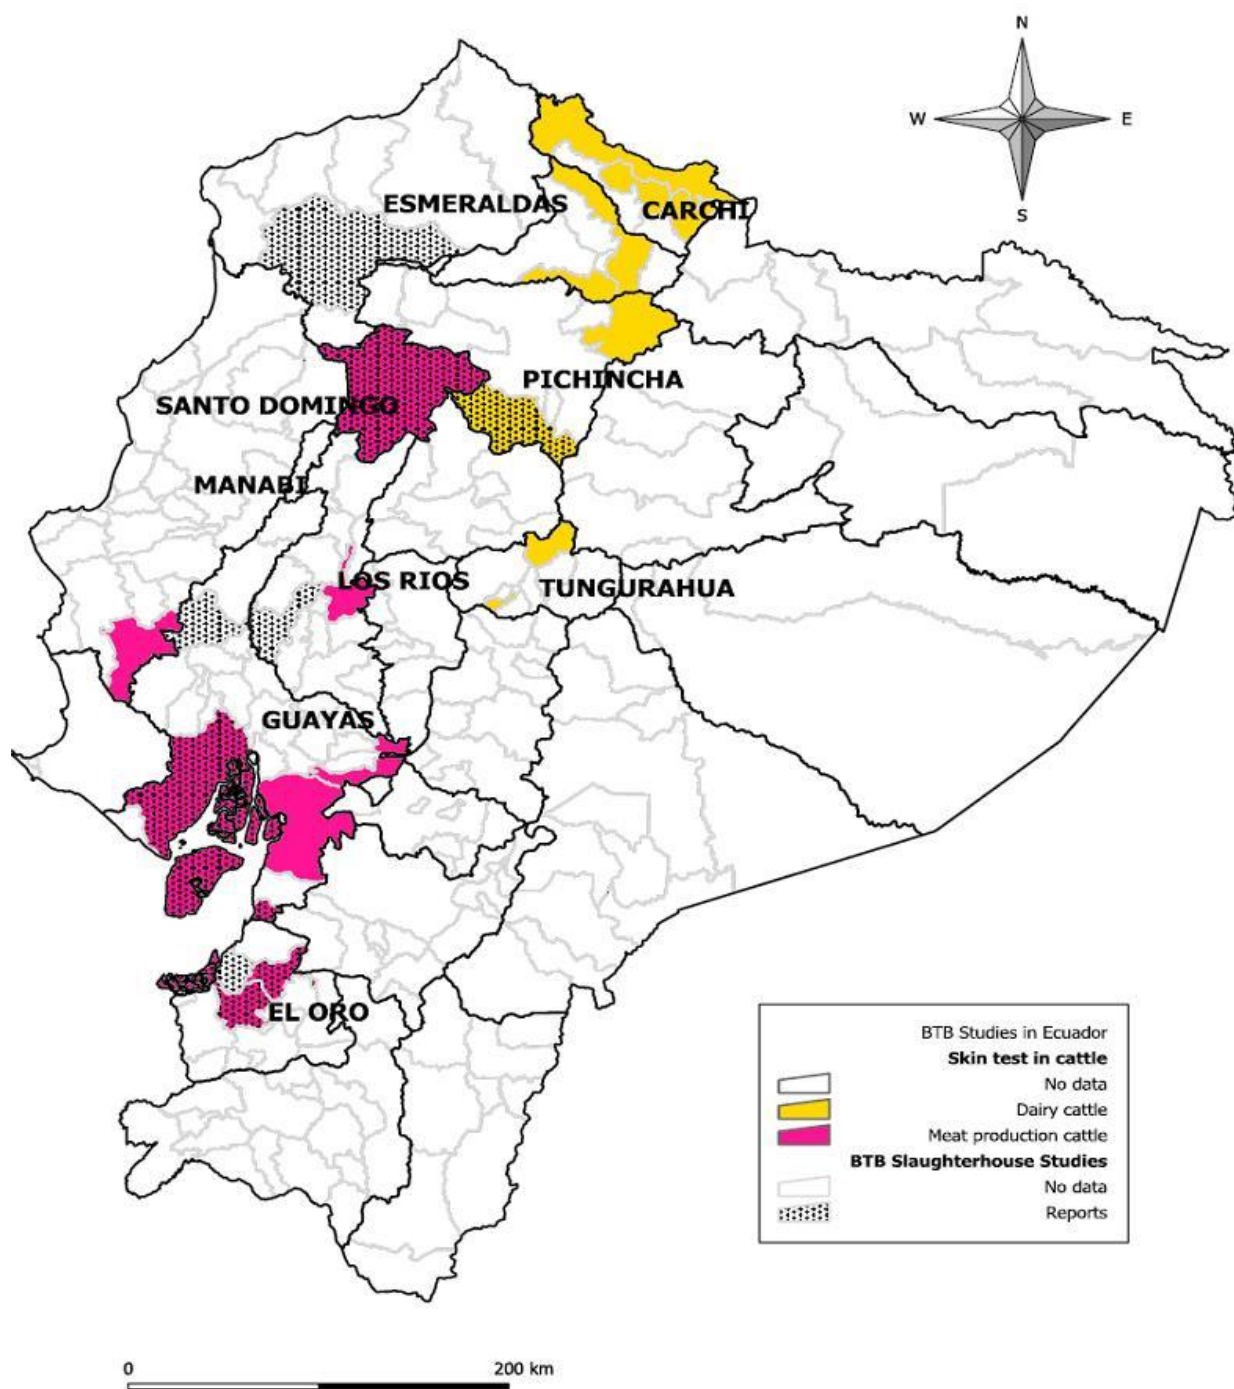 N
W E
S
ESMERALDAS
CARCHI
PICHINCHA
SANTO DOMINGO
MANABI
LOS RIOS
TUNGURAHUA
GUAYAS
EL ORO
BTB Studies in Ecuador
Skin test in cattle
No data
Dairy cattle
Meat production cattle
BTB Slaughterhouse Studies
No data
Reports
0 200 km